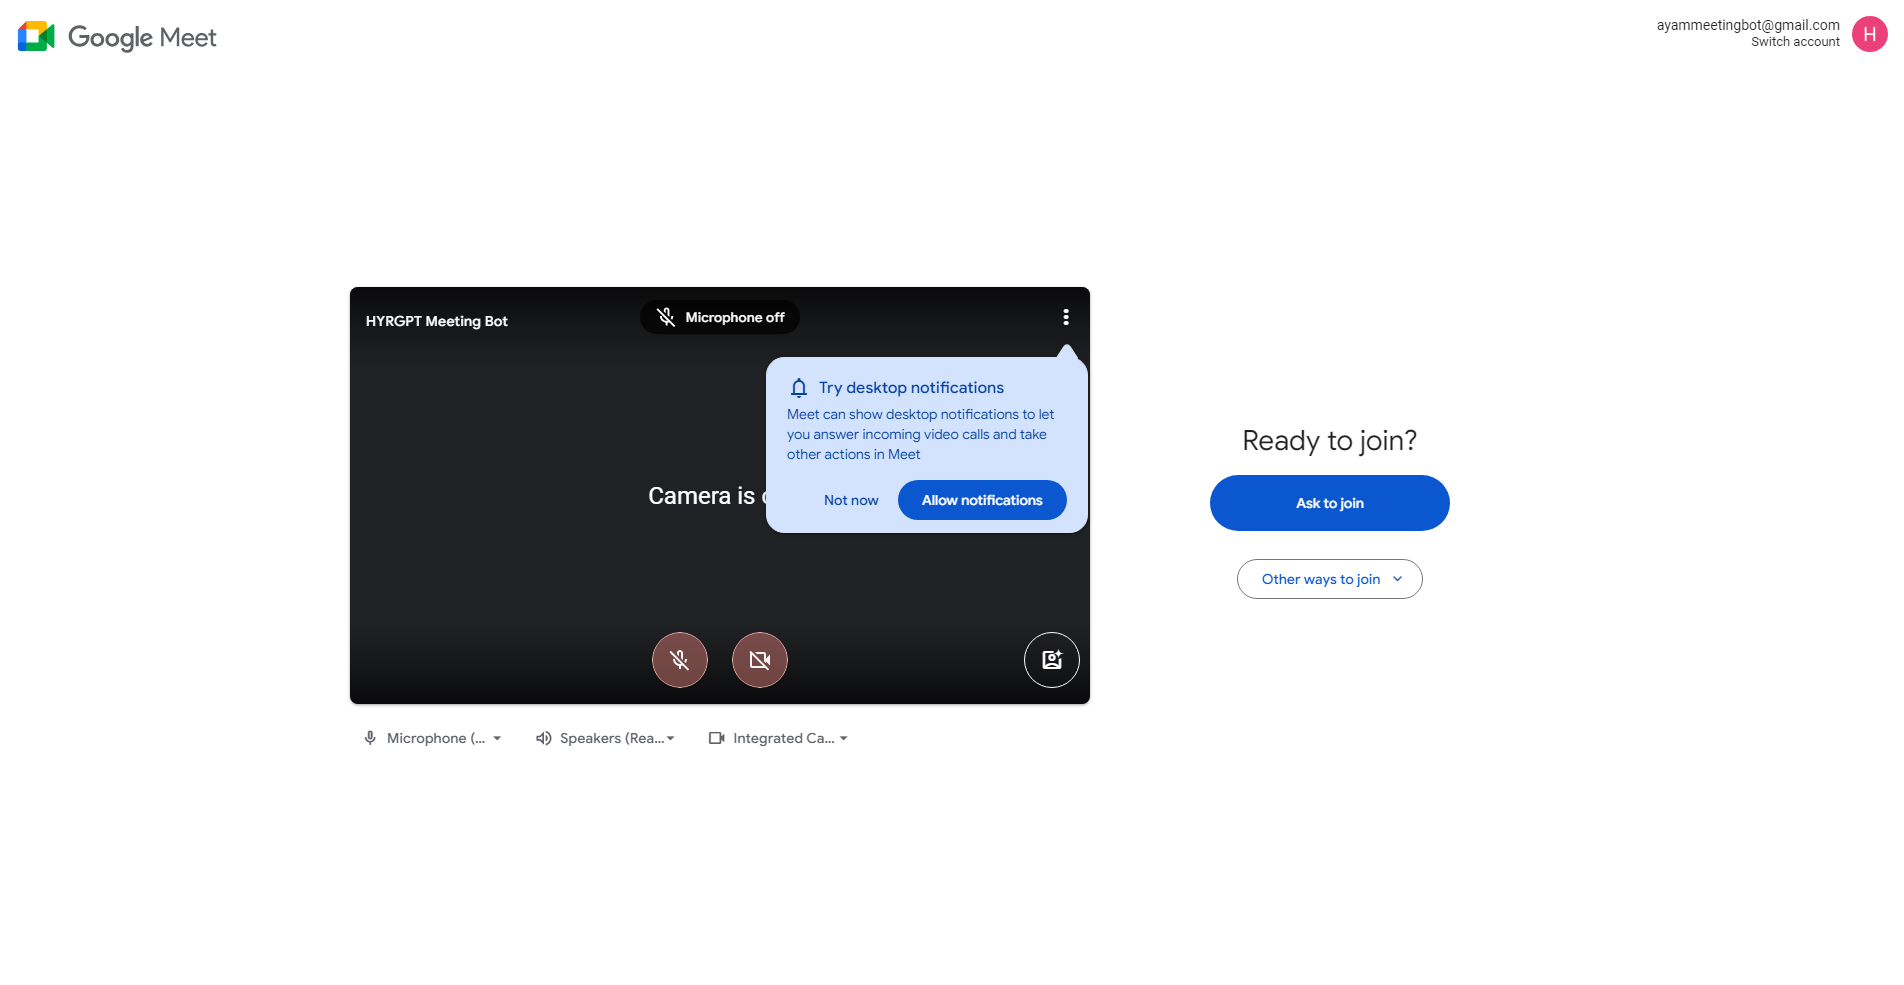 Google Meet
ayammeetingbot@gmail.com
Switch account
H
HYRGPT Meeting Bot
Microphone off
Try desktop notifications
Meet can show desktop notifications to let
you answer incoming video calls and take
other actions in Meet
Not now
Allow notifications
Camera is
Ready to join?
Ask to join
Other ways to join
Microphone (...
Speakers (Rea...
Integrated Ca...